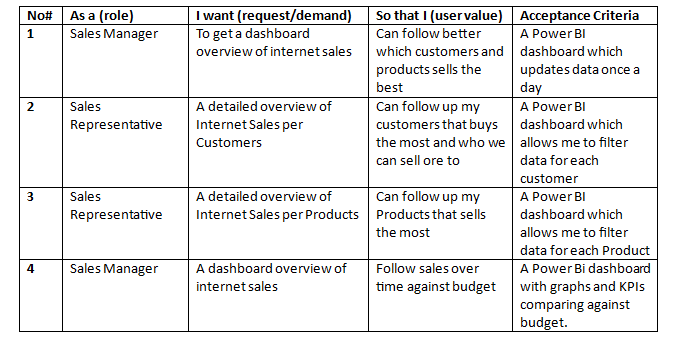 No# As a (role) I want (request/demand) So that I (user value) Acceptance Criteria
1 Sales Manager To get a dashboard Can follow better A Power BI
overview of internet sales which customers and dashboard which
products sells the updates data once a
best day
2 Sales A detailed overview of Can follow up my A Power BI
Representative Internet Sales per customers that buys dashboard which
Customers the most and who we allows me to filter
can sell ore to data for each
customer
3 Sales A detailed overview of Can follow up my A Power BI
Representative Internet Sales per Products Products that sells dashboard which
the most allows me to filter
data for each Product
4 Sales Manager A dashboard overview of Follow sales over A Power Bi dashboard
internet sales time against budget with graphs and KPIs
comparing against
budget.